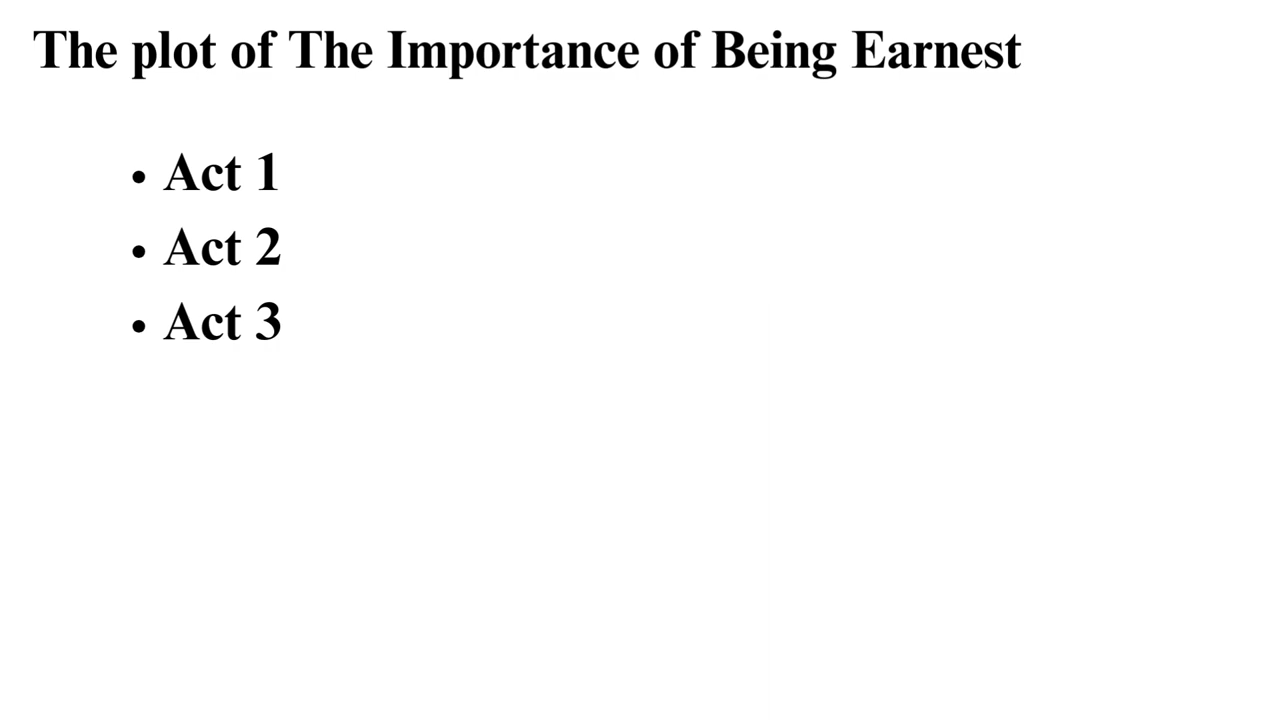 The plot of The Importance of Being Earnest
• Act 1
• Act 2
• Act 3